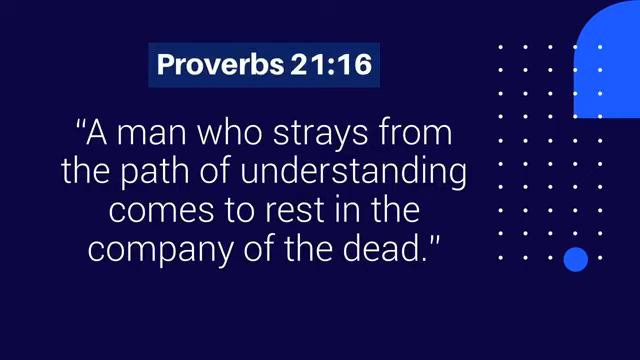 Proverbs 21:16
“A man who strays from
the path of understanding
comes to rest in the
company of the dead.”